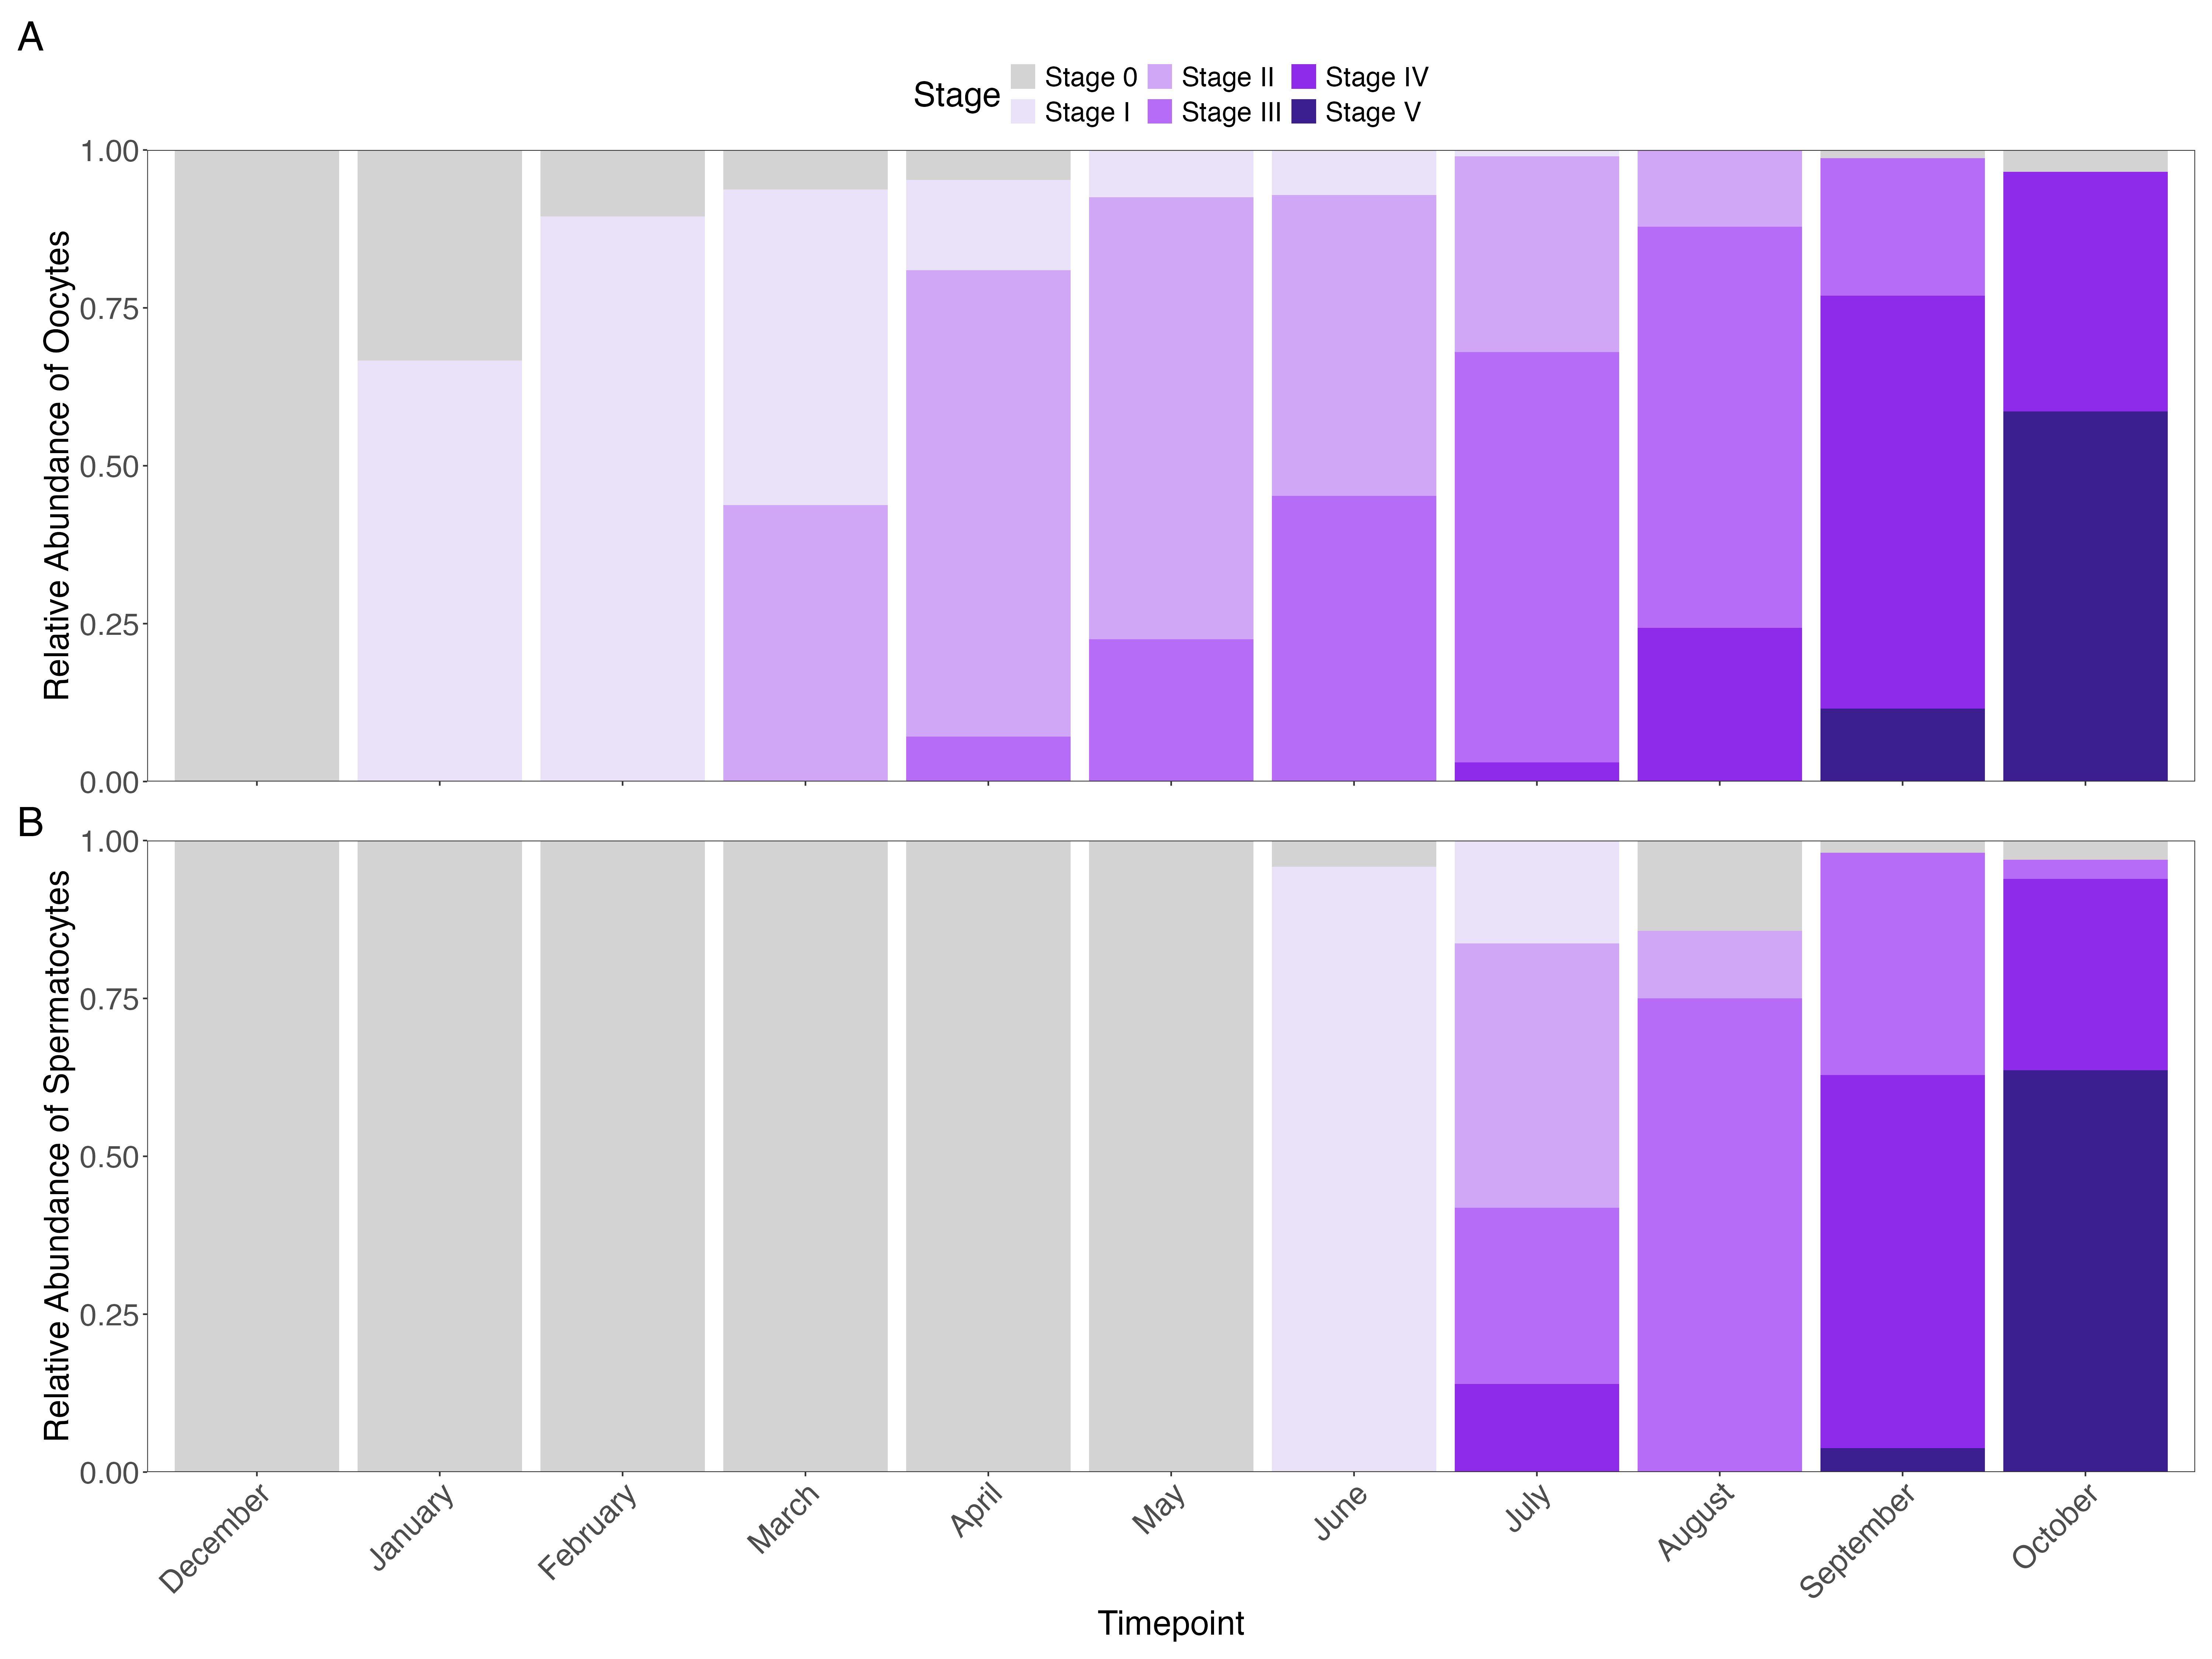 A
Stage
Stage 0 Stage II Stage IV
Stage I Stage III Stage V
Relative Abundance of Oocytes
1.00
0.75
0.50
0.25
0.00
B
Relative Abundance of Spermatocytes
1.00
0.75
0.50
0.25
0.00
December January February March April May June July August September October
Timepoint